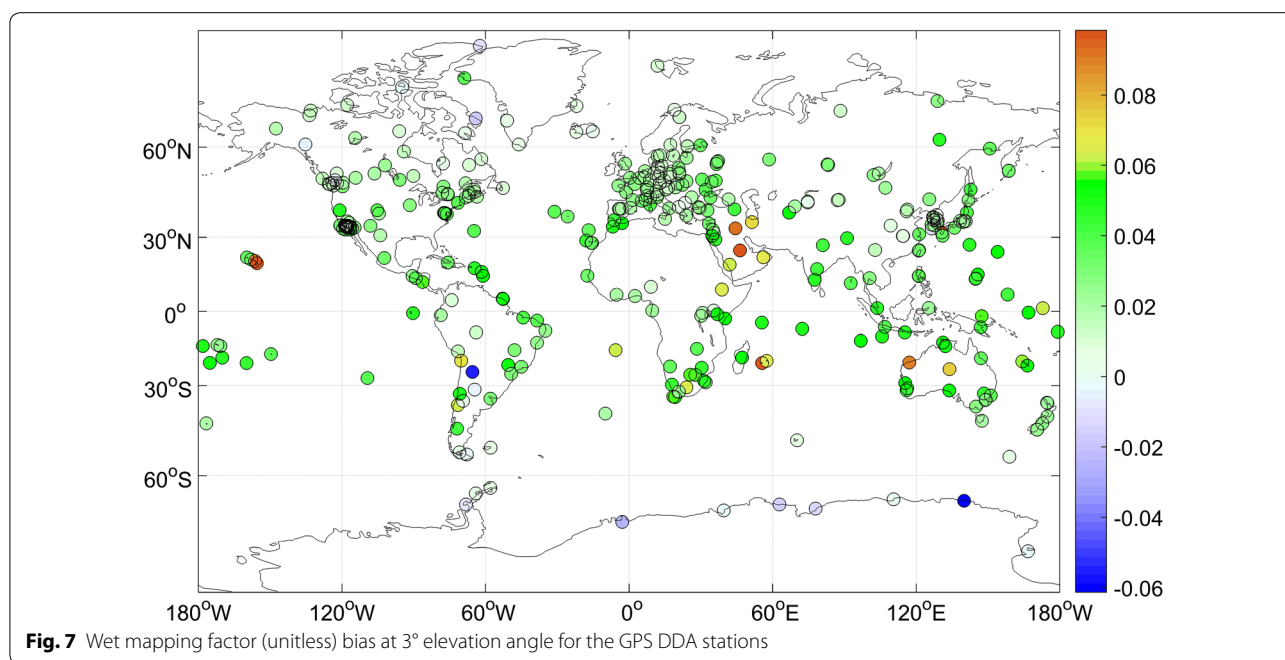 60°N
30°N
0°
30°S
60°S
180°W
120°W
60°W
0°
60°E
120°E
180°W
0.08
0.06
0.04
0.02
0
-0.02
-0.04
-0.06
Fig. 7 Wet mapping factor (unitless) bias at 3° elevation angle for the GPS DDA stations